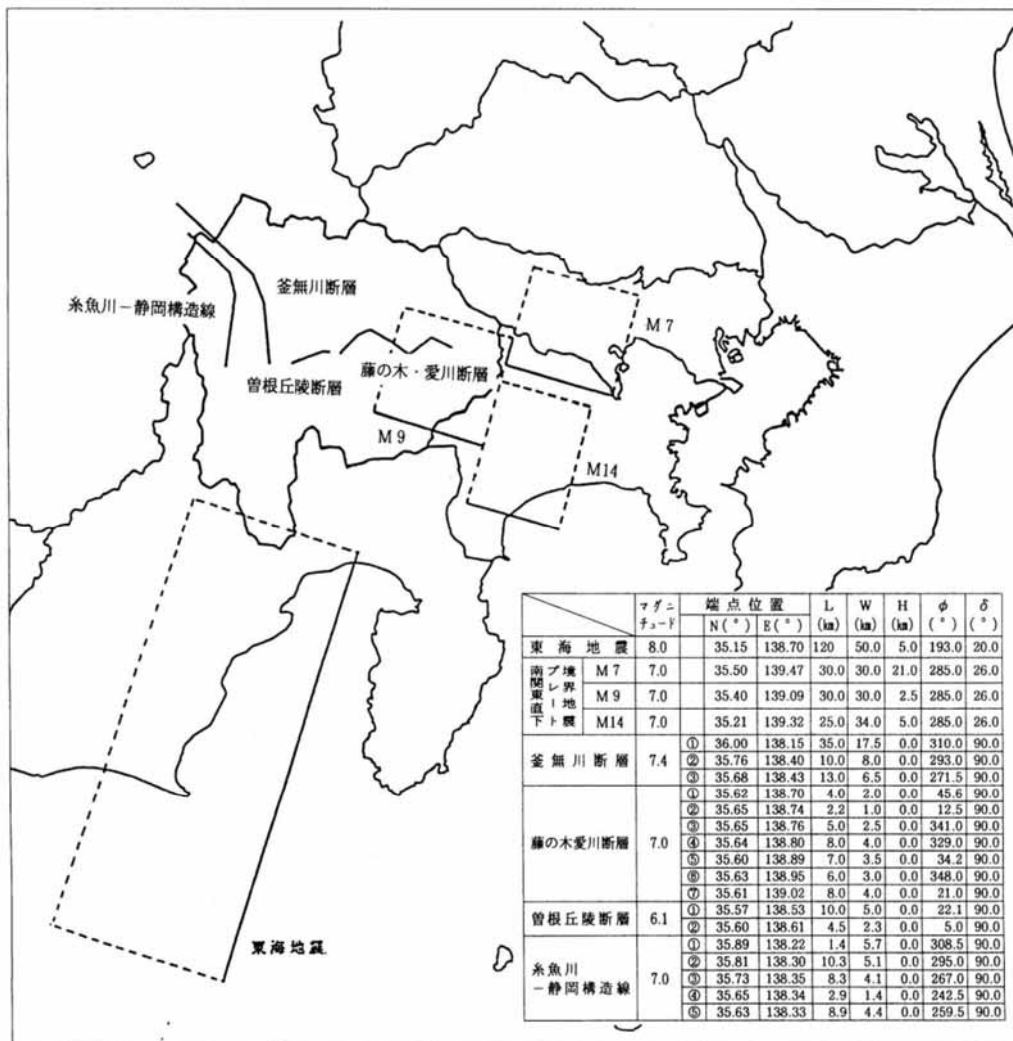 釜無川断層
糸魚川－静岡構造線
M 7
曽根丘陵断層
藤の木・愛川断層
M 9
M14
東海地震
マグニチュード 端点位置 L (km) W (km) H (km) φ (°) δ (°)
N(°) E(°)
東海地震 8.0 35.15 138.70 120 50.0 5.0 193.0 20.0
南関東直下プレート境界地震
M 7 7.0 35.50 139.47 30.0 30.0 21.0 285.0 26.0
M 9 7.0 35.40 139.09 30.0 30.0 2.5 285.0 26.0
M14 7.0 35.21 139.32 25.0 34.0 5.0 285.0 26.0
釜無川断層 7.4 ① 36.00 138.15 35.0 17.5 0.0 310.0 90.0
② 35.76 138.40 10.0 8.0 0.0 293.0 90.0
③ 35.68 138.43 13.0 6.5 0.0 271.5 90.0
藤の木愛川断層 7.0 ① 35.62 138.70 4.0 2.0 0.0 45.6 90.0
② 35.65 138.74 2.2 1.0 0.0 12.5 90.0
③ 35.65 138.76 5.0 2.5 0.0 341.0 90.0
④ 35.64 138.80 8.0 4.0 0.0 329.0 90.0
⑤ 35.60 138.89 7.0 3.5 0.0 34.2 90.0
⑥ 35.63 138.95 6.0 3.0 0.0 348.0 90.0
⑦ 35.61 139.02 8.0 4.0 0.0 21.0 90.0
曽根丘陵断層 6.1 ① 35.57 138.53 10.0 5.0 0.0 22.1 90.0
② 35.60 138.61 4.5 2.3 0.0 5.0 90.0
糸魚川－静岡構造線 7.0 ① 35.89 138.22 1.4 5.7 0.0 308.5 90.0
② 35.81 138.30 10.3 5.1 0.0 295.0 90.0
③ 35.73 138.35 8.3 4.1 0.0 267.0 90.0
④ 35.65 138.34 2.9 1.4 0.0 242.5 90.0
⑤ 35.63 138.33 8.9 4.4 0.0 259.5 90.0